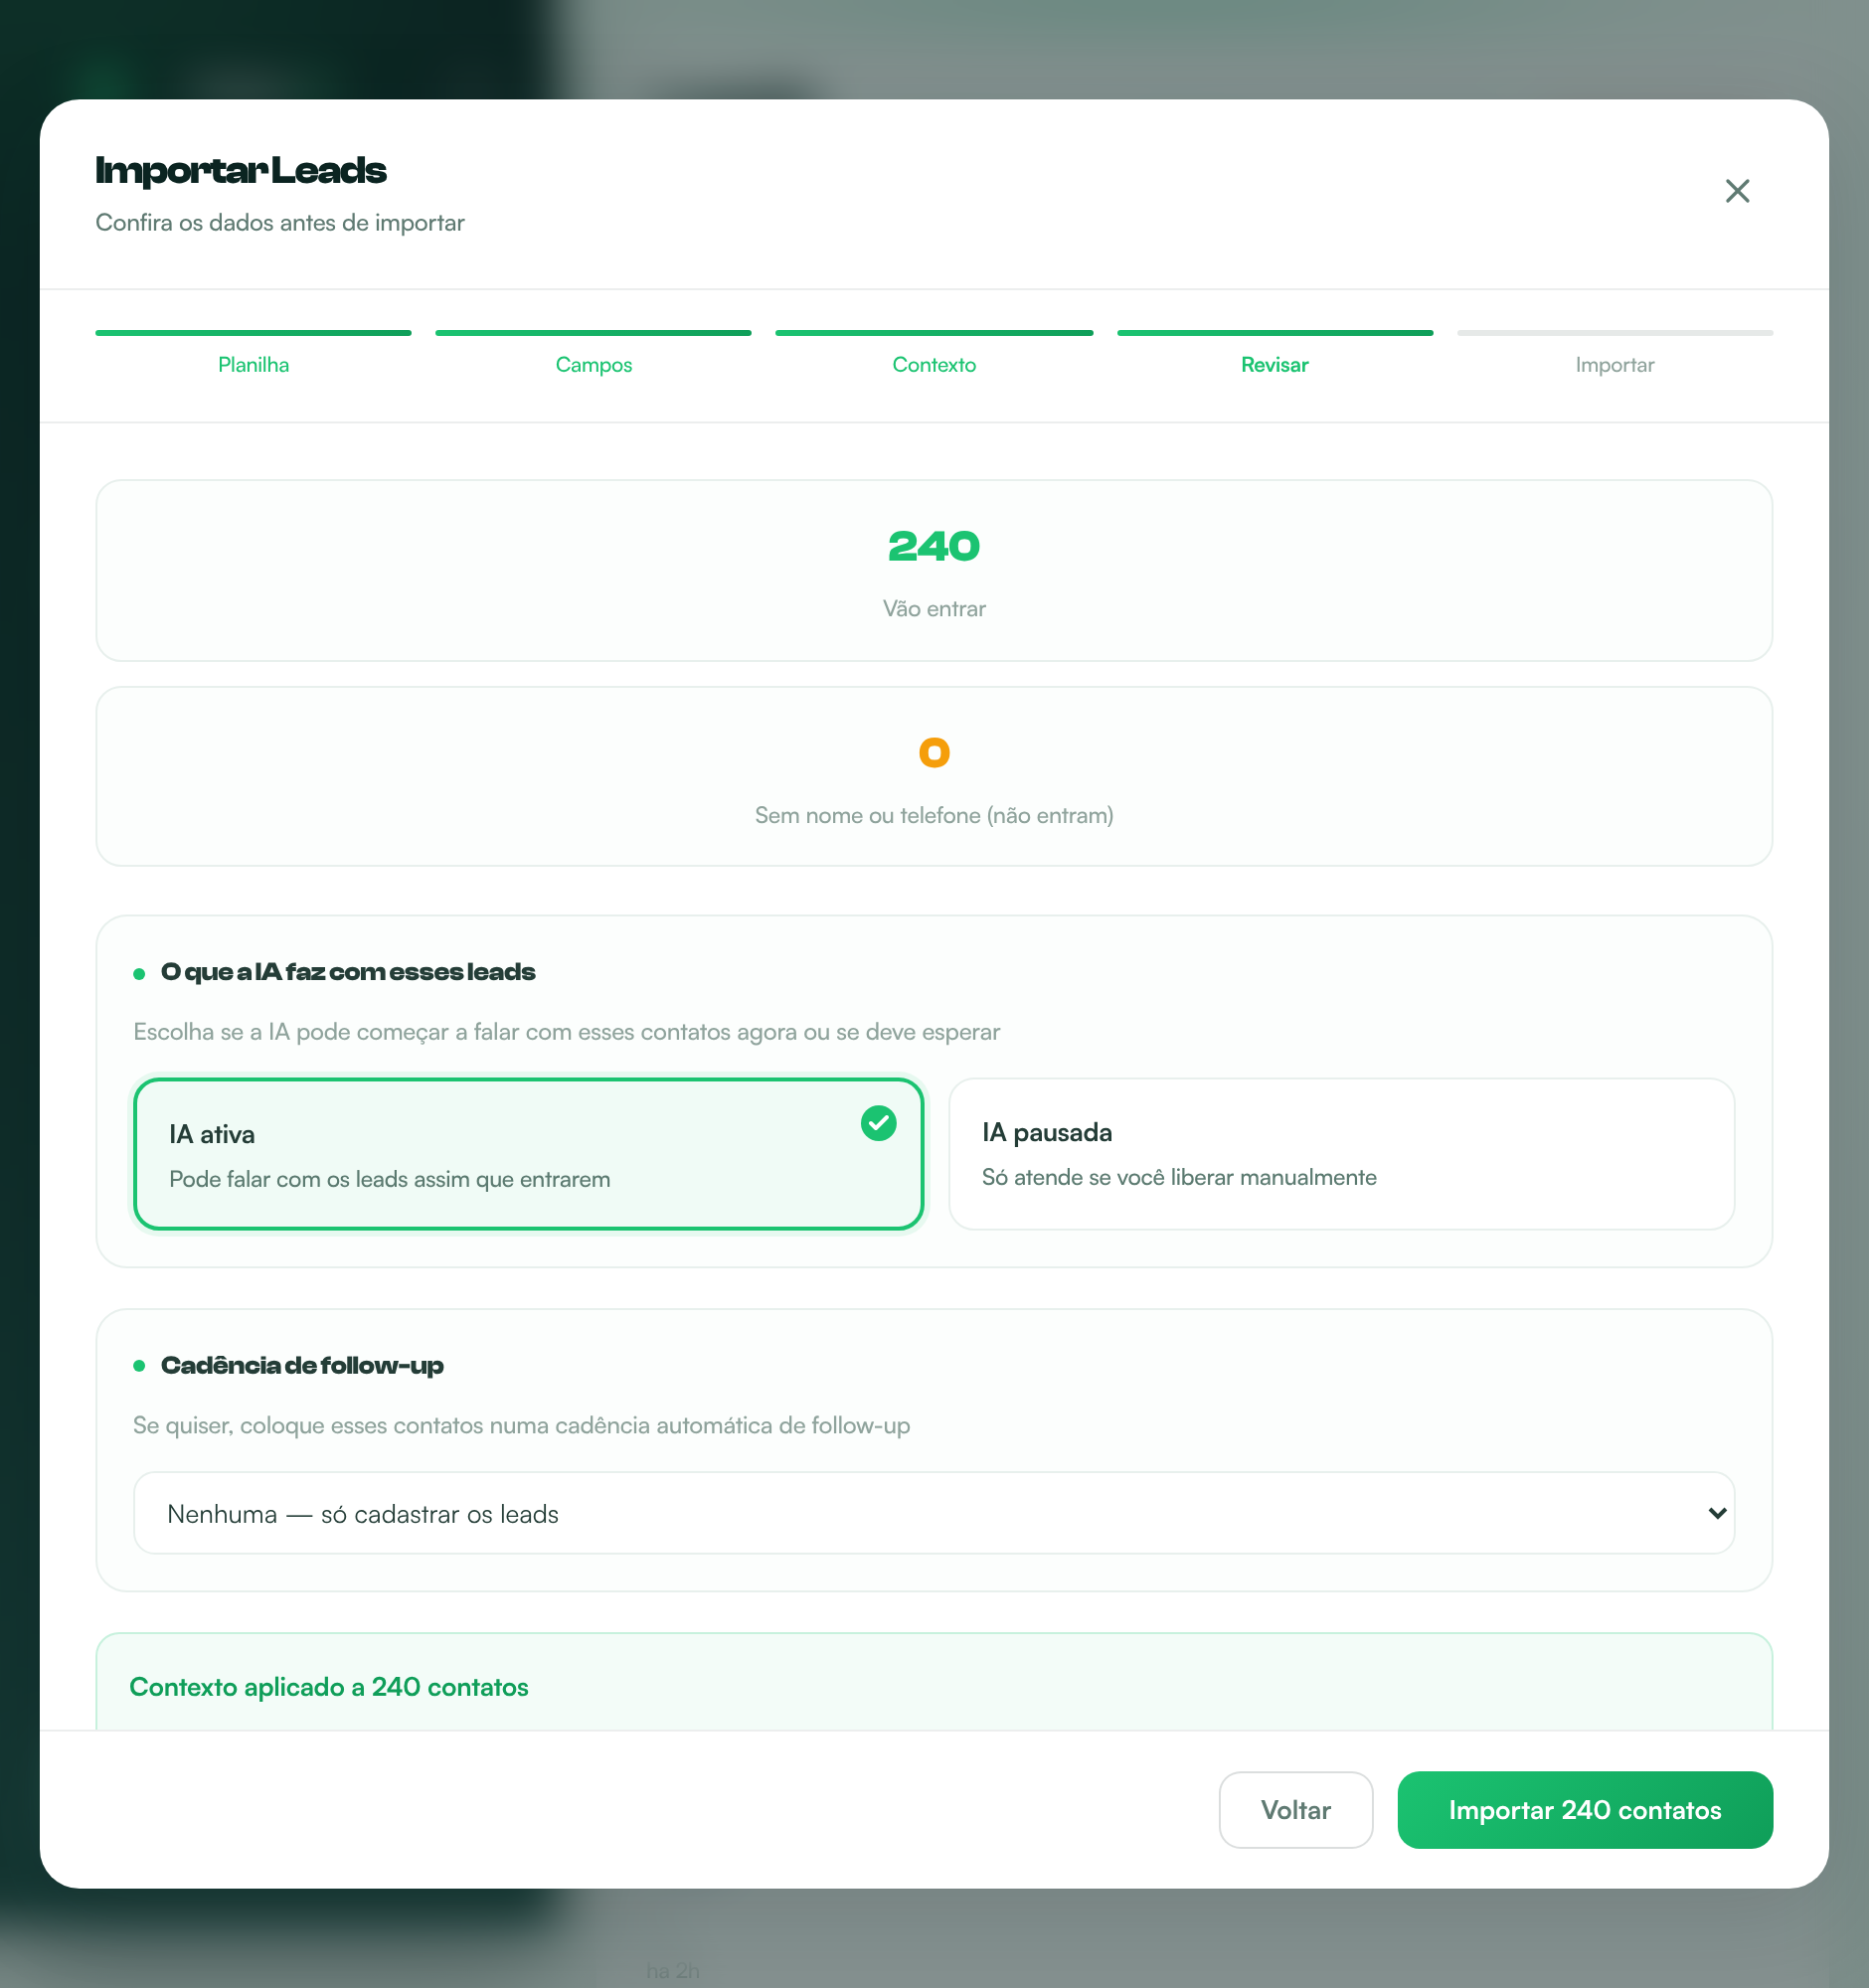 Importar Leads
Confira os dados antes de importar
Planilha
Campos
Contexto
Revisar
Importar
240
Vão entrar
0
Sem nome ou telefone (não entram)
O que a IA faz com esses leads
Escolha se a IA pode começar a falar com esses contatos agora ou se deve esperar
IA ativa
Pode falar com os leads assim que entrarem
IA pausada
Só atende se você liberar manualmente
Cadência de follow-up
Se quiser, coloque esses contatos numa cadência automática de follow-up
Nenhuma — só cadastrar os leads
Contexto aplicado a 240 contatos
Voltar
Importar 240 contatos
há 2h